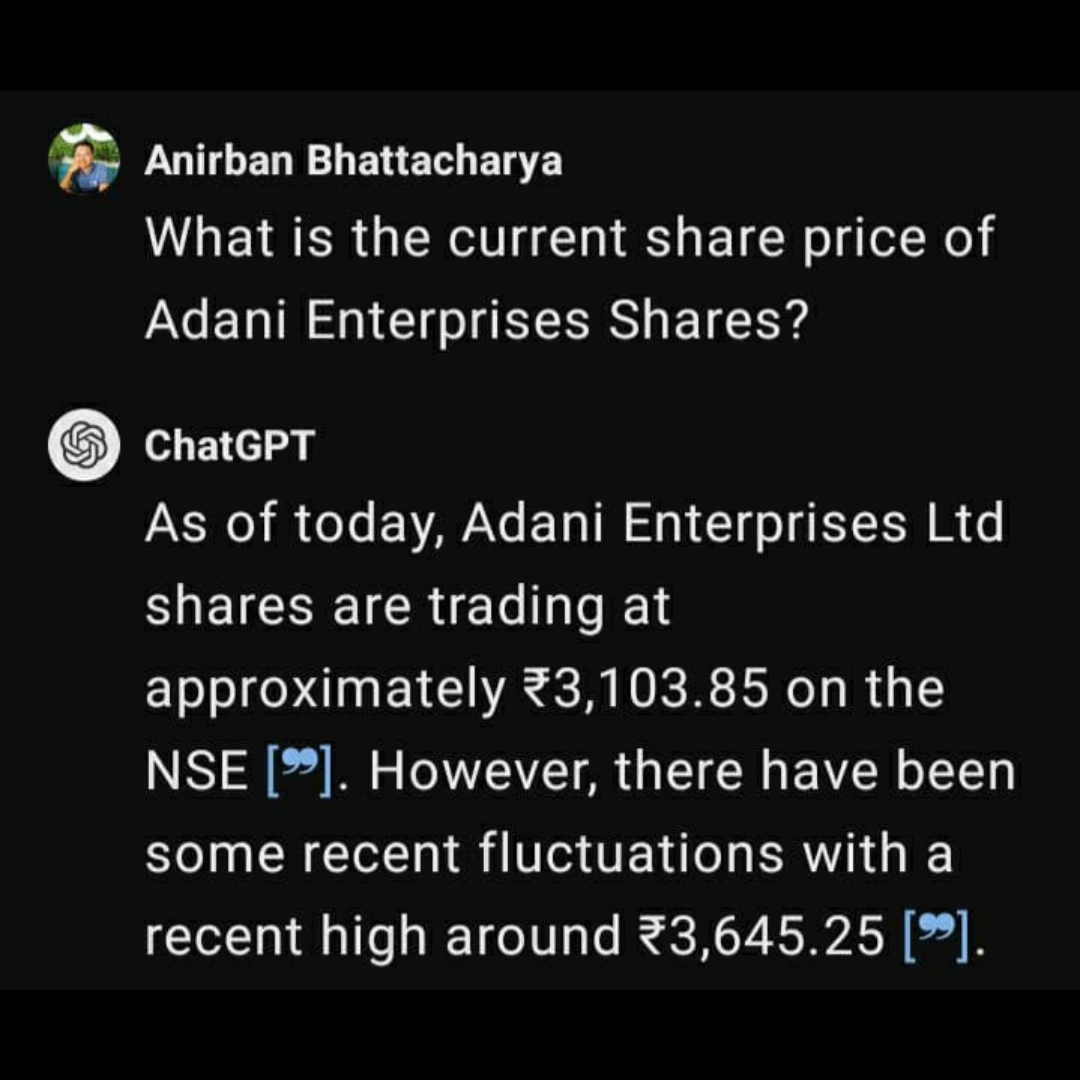 Anirban Bhattacharya
What is the current share price of
Adani Enterprises Shares?
ChatGPT
As of today, Adani Enterprises Ltd
shares are trading at
approximately ₹3,103.85 on the
NSE [❞]. However, there have been
some recent fluctuations with a
recent high around ₹3,645.25 [❞].